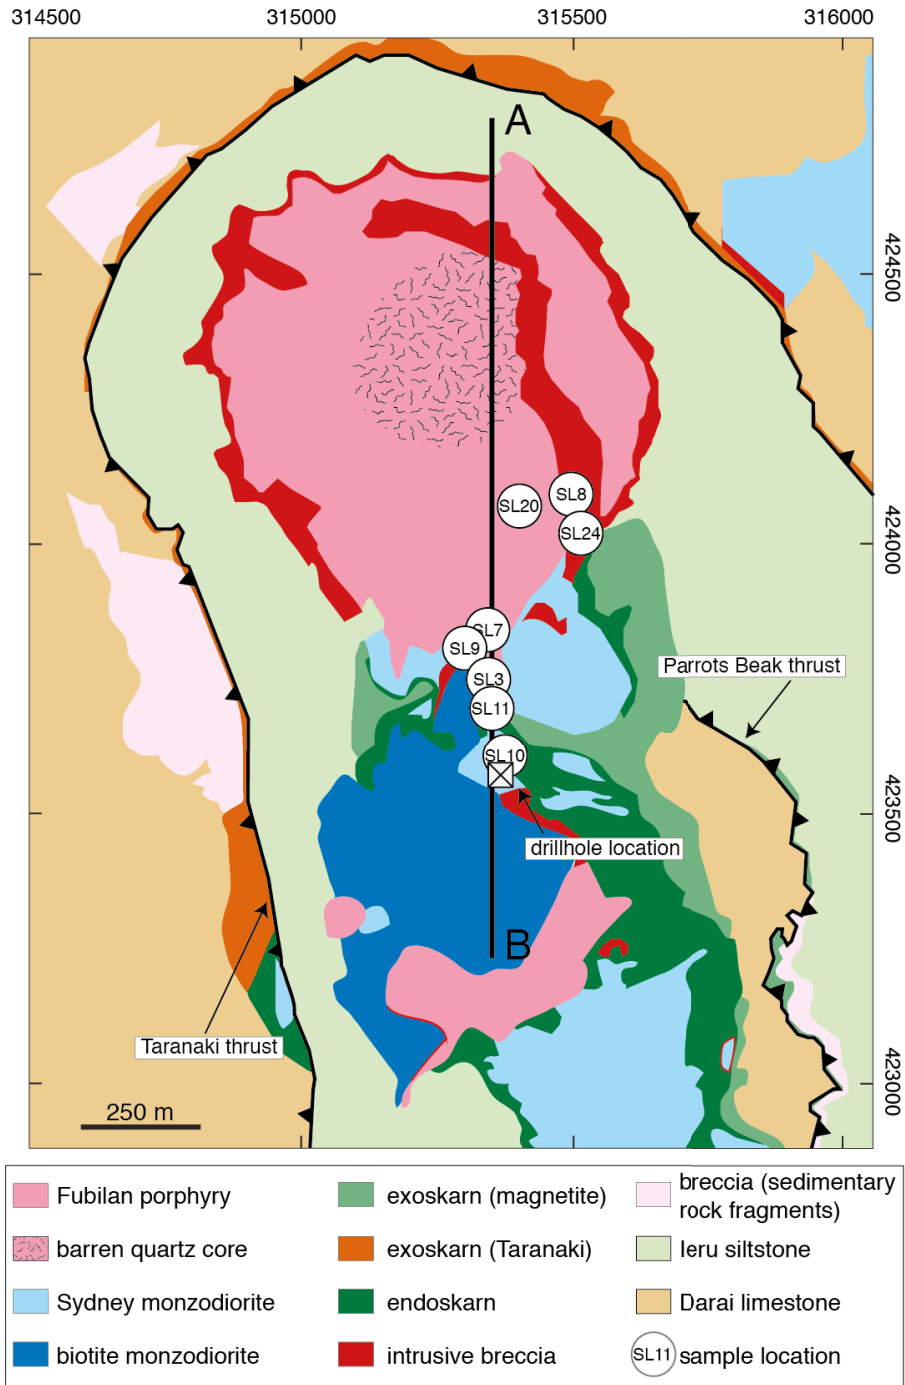 314500
315000
315500
316000
A
424500
SL20
SL8
SL24
424000
SL7
SL9
SL3
SL11
Parrots Beak thrust
SL10
423500
drillhole location
B
Taranaki thrust
423000
250 m
Fubilan porphyry
barren quartz core
Sydney monzodiorite
biotite monzodiorite
exoskarn (magnetite)
exoskarn (Taranaki)
endoskarn
intrusive breccia
breccia (sedimentary
rock fragments)
Ieru siltstone
Darai limestone
SL11 sample location